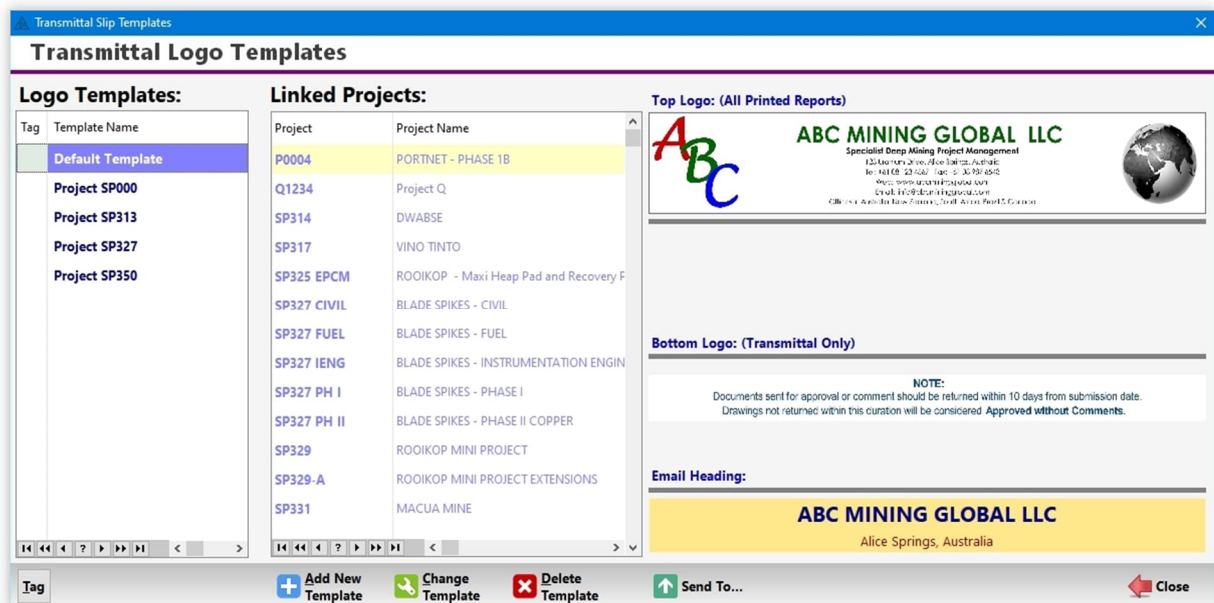 Transmittal Slip Templates
Transmittal Logo Templates
Logo Templates:
Tag Template Name
Default Template
Project SP000
Project SP313
Project SP327
Project SP350
Linked Projects:
Project Project Name
P0004 PORTNET - PHASE 1B
Q1234 Project Q
SP314 DWABSE
SP317 VINO TINTO
SP325 EPCM ROOIKOP - Maxi Heap Pad and Recovery P
SP327 CIVIL BLADE SPIKES - CIVIL
SP327 FUEL BLADE SPIKES - FUEL
SP327 IENG BLADE SPIKES - INSTRUMENTATION ENGIN
SP327 PH I BLADE SPIKES - PHASE I
SP327 PH II BLADE SPIKES - PHASE II COPPER
SP329 ROOIKOP MINI PROJECT
SP329-A ROOIKOP MINI PROJECT EXTENSIONS
SP331 MACUA MINE
Top Logo: (All Printed Reports)
ABC
ABC MINING GLOBAL LLC
Specialist Deep Mining Project Management
Alice Springs, Australia
Bottom Logo: (Transmittal Only)
NOTE:
Documents sent for approval or comment should be returned within 10 days from submission date.
Drawings not returned within this duration will be considered Approved without Comments.
Email Heading:
ABC MINING GLOBAL LLC
Alice Springs, Australia
Tag
Add New
Template
Change
Template
Delete
Template
Send To...
Close